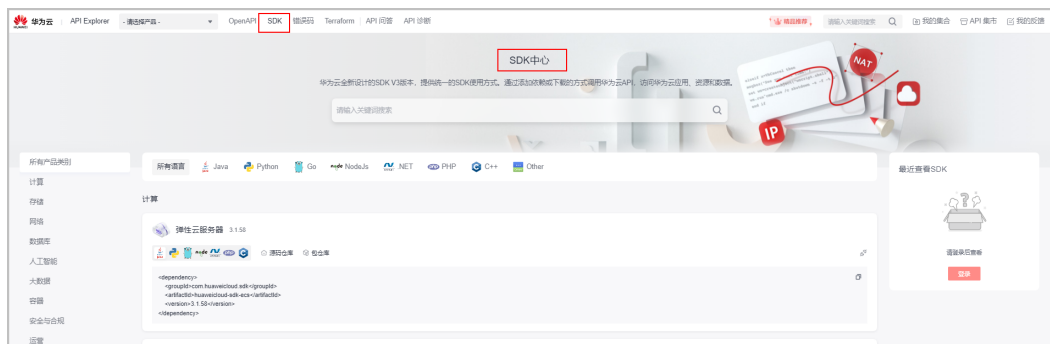 华为云 | API Explorer - 请选择产品 - OpenAPI SDK 错误码 Terraform API 问答 API 诊断 精品推荐 请输入关键词搜索 我的集合 API 集市 我的反馈
SDK中心
华为云全新设计的SDK V3版本,提供统一的SDK使用方式。通过添加依赖或下载的方式调用华为云API,访问华为云应用、资源和数据。
请输入关键词搜索
NAT
IP
所有产品类别
计算
存储
网络
数据库
人工智能
大数据
容器
安全与合规
运营
所有语言 Java Python Go NodeJs .NET PHP C++ Other
计算
弹性云服务器 3.1.58
源码仓库 包仓库
<dependency>
<groupId>com.huaweicloud.sdk</groupId>
<artifactId>huaweicloud-sdk-ecs</artifactId>
<version>3.1.58</version>
</dependency>
最近查看SDK
请登录后查看
登录